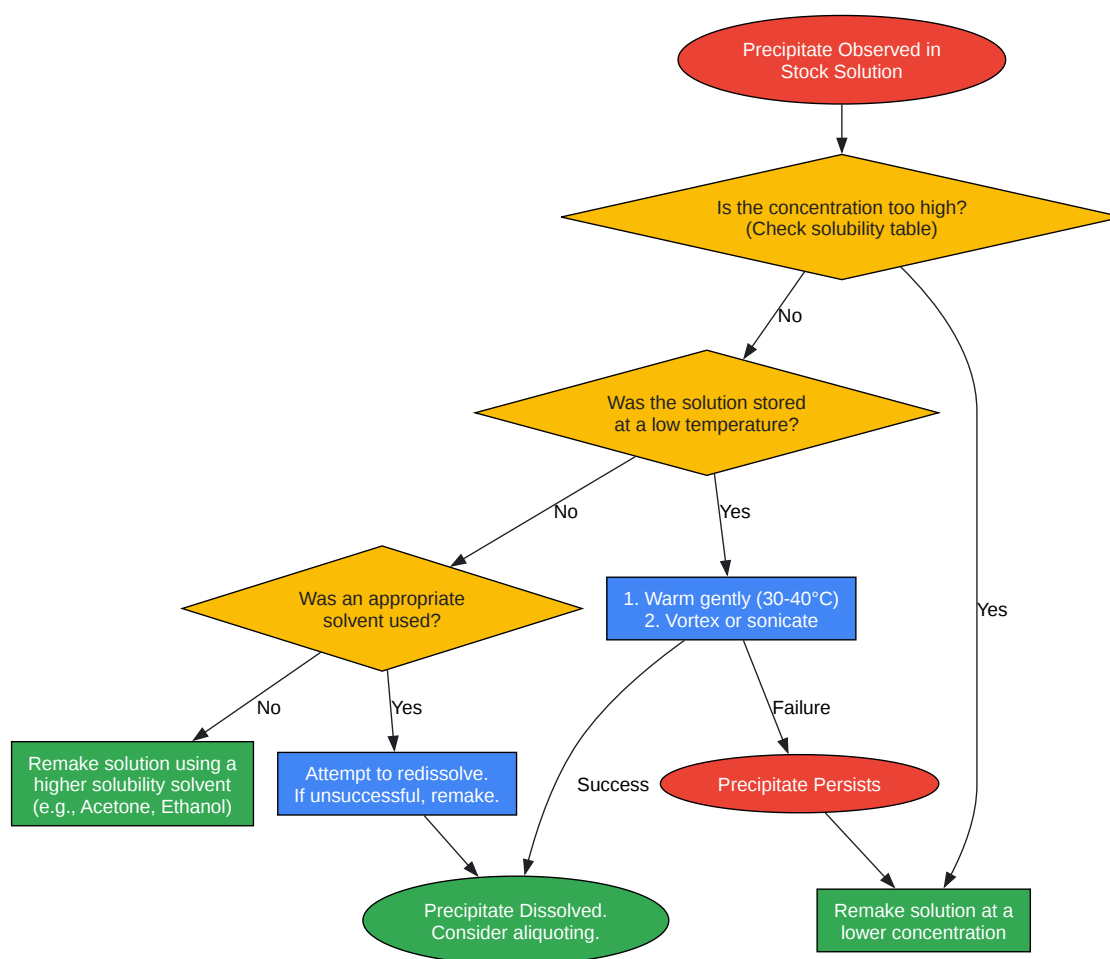 Precipitate Observed in
Stock Solution
Is the concentration too high?
(Check solubility table)
No
Was the solution stored
at a low temperature?
No
Yes
Was an appropriate
solvent used?
1. Warm gently (30-40°C)
2. Vortex or sonicate
Yes
No
Yes
Failure
Remake solution using a
higher solubility solvent
(e.g., Acetone, Ethanol)
Attempt to redissolve.
If unsuccessful, remake.
Success
Precipitate Persists
Precipitate Dissolved.
Consider aliquoting.
Remake solution at a
lower concentration